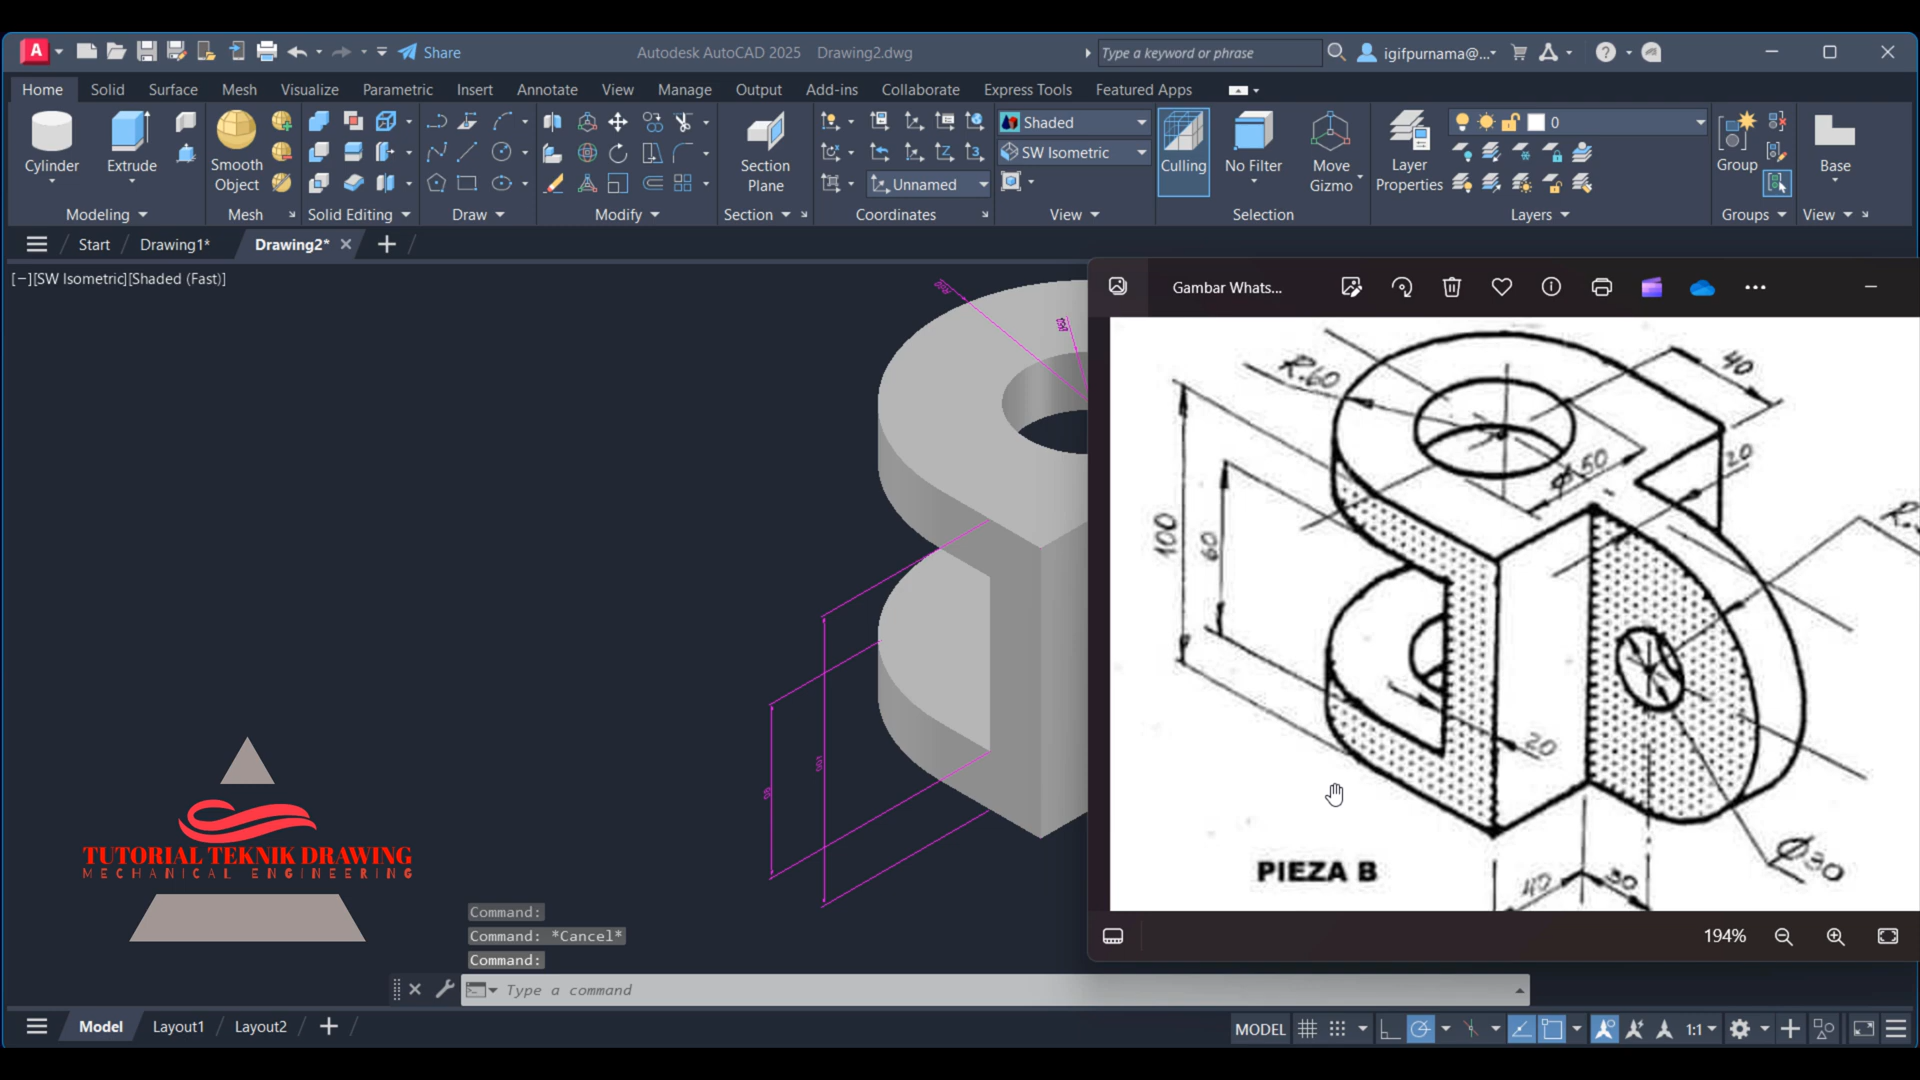 Share
Autodesk AutoCAD 2025 Drawing2.dwg
Type a keyword or phrase
igifpurnama@...
Home Solid Surface Mesh Visualize Parametric Insert Annotate View Manage Output Add-ins Collaborate Express Tools Featured Apps
Cylinder
Extrude
Smooth Object
Section Plane
Unnamed
Shaded
SW Isometric
Culling
No Filter
Move Gizmo
Layer Properties
0
Group
Base
Modeling Mesh Solid Editing Draw Modify Section Coordinates View Selection Layers Groups View
Start Drawing1* Drawing2*
[−][SW Isometric][Shaded (Fast)]
Gambar Whats...
R.60
40
Ø50
20
100
60
20
Ø30
40 30
PIEZA B
194%
TUTORIAL TEKNIK DRAWING
MECHANICAL ENGINEERING
Command:
Command: *Cancel*
Command:
Type a command
Model Layout1 Layout2
MODEL
1:1